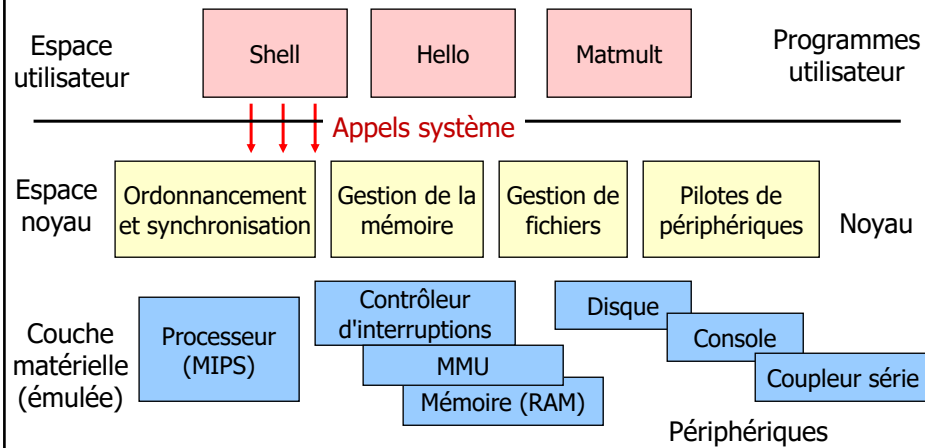 Espace
utilisateur
Shell
Hello
Matmult
Programmes
utilisateur
Appels système
Espace
noyau
Ordonnancement
et synchronisation
Gestion de la
mémoire
Gestion de
fichiers
Pilotes de
périphériques
Noyau
Couche
matérielle
(émulée)
Processeur
(MIPS)
Contrôleur
d'interruptions
MMU
Mémoire (RAM)
Disque
Console
Coupleur série
Périphériques